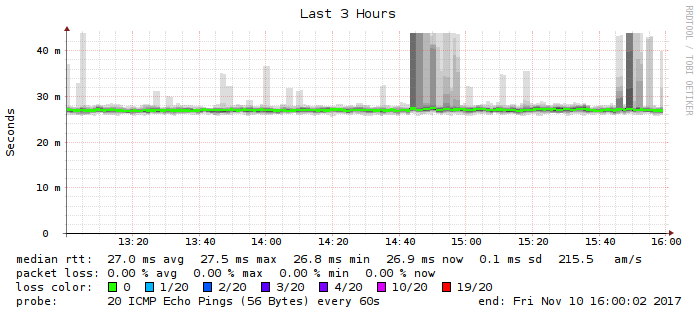 Last 3 Hours
RRDTOOL / TOBI OETIKER
Seconds
40 m
30 m
20 m
10 m
0
13:20 13:40 14:00 14:20 14:40 15:00 15:20 15:40 16:00
median rtt: 27.0 ms avg 27.5 ms max 26.8 ms min 26.9 ms now 0.1 ms sd 215.5 am/s
packet loss: 0.00 % avg 0.00 % max 0.00 % min 0.00 % now
loss color: 0 1/20 2/20 3/20 4/20 10/20 19/20
probe: 20 ICMP Echo Pings (56 Bytes) every 60s end: Fri Nov 10 16:00:02 2017